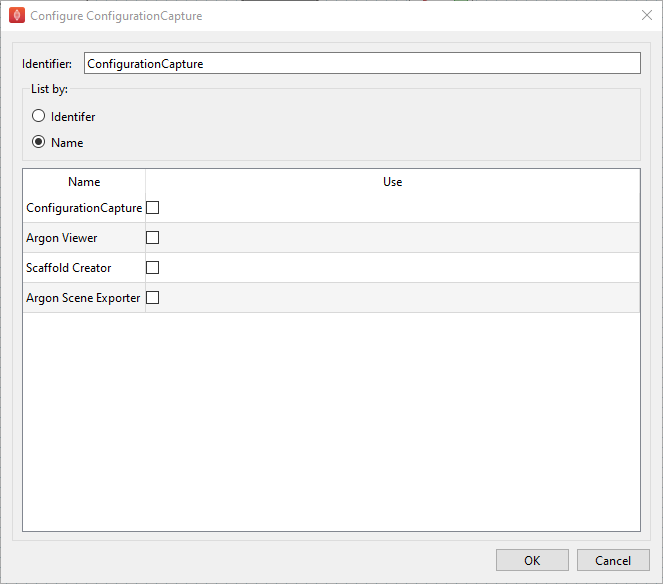 Configure ConfigurationCapture
Identifier: ConfigurationCapture
List by:
Identifer
Name
Name Use
ConfigurationCapture
Argon Viewer
Scaffold Creator
Argon Scene Exporter
OK Cancel